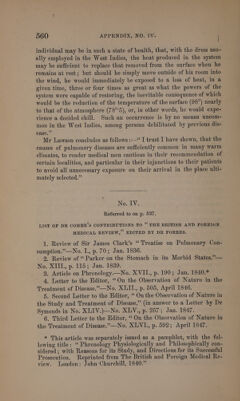 560
APPENDIX, NO. IV.
individual may be in such a state of health, that, with the dress usu-
ally employed in the West Indies, the heat produced in the system
may be sufficient to replace that removed from the surface when he
remains at rest; but should he simply move outside of his room into
the wind, he would immediately be exposed to a loss of heat, in a
given time, three or four times as great as what the powers of the
system were capable of restoring, the inevitable consequence of which
would be the reduction of the temperature of the surface (98°) nearly
to that of the atmosphere (78°5), or, in other words, he would expe-
rience a decided chill. Such an occurrence is by no means uncom-
mon in the West Indies, among persons debilitated by previous dis-
ease."
Mr Lawson concludes as follows:—"I trust I have shown, that the
causes of pulmonary diseases are sufficiently common in many warm
climates, to render medical men cautious in their recommendation of
certain localities, and particular in their injunctions to their patients
to avoid all unnecessary exposure on their arrival in the place ulti-
mately selected."
No. IV.
Referred to on p. 537.
LIST OF DR COMBE'S CONTRIBUTIONS TO "THE BRITISH AND FOREIGN
MEDICAL REVIEW," EDITED BY DR FORBES.
1. Review of Sir James Clark's "Treatise on Pulmonary Con-
sumption."—No. I., p. 70; Jan. 1836.
2. Review of "Parker on the Stomach in its Morbid States."—
No. XIII., p. 115; Jan. 1839.
3. Article on Phrenology.—No. XVII., p. 190; Jan. 1840.*
4. Letter to the Editor, "On the Observation of Nature in the
Treatment of Disease."—No. XLII., p. 505, April 1846.
5. Second Letter to the Editor, "On the Observation of Nature in
the Study and Treatment of Disease," (in answer to a Letter by Dr
Symonds in No. XLIV.)—No. XLV., p. 257; Jan. 1847.
6. Third Letter to the Editor, "On the Observation of Nature in
the Treatment of Disease."—No. XLVI., p. 592; April 1847.
* This article was separately issued as a pamphlet, with the fol-
lowing title: "Phrenology Physiologically and Philosophically con-
sidered; with Reasons for its Study, and Directions for its Successful
Prosecution. Reprinted from The British and Foreign Medical Re-
view. London: John Churchill, 1840."